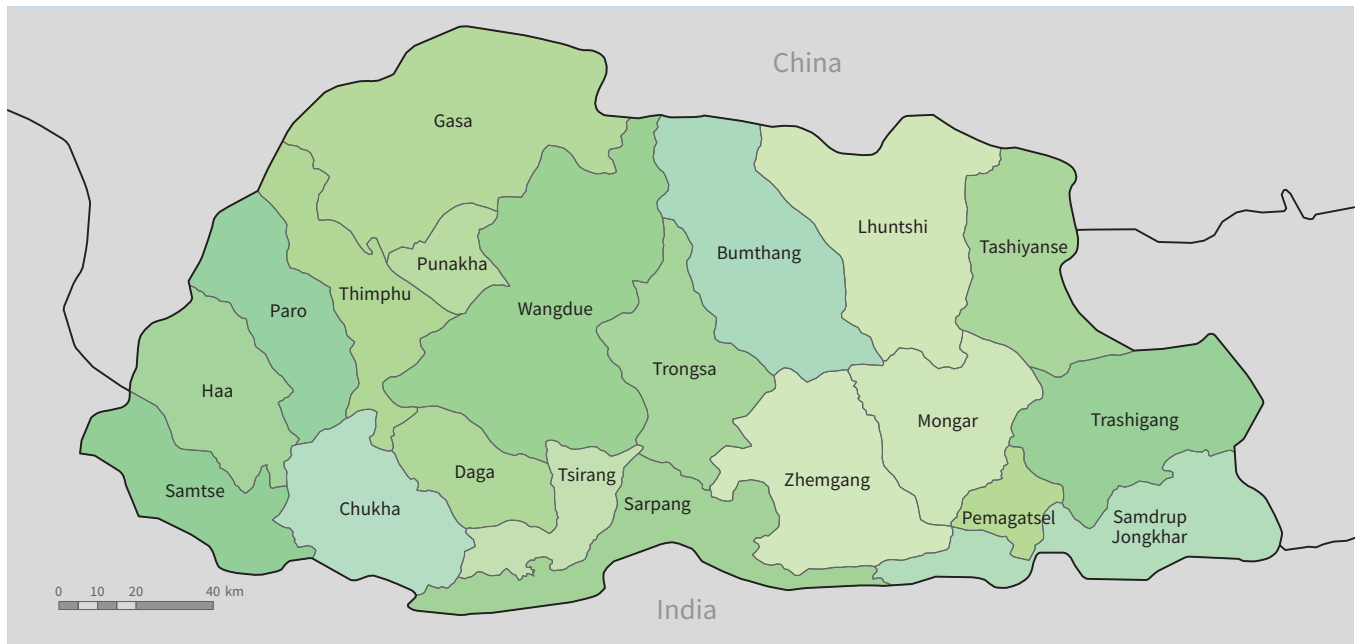 China
Gasa
Lhuntshi
Tashiyanse
Bumthang
Punakha
Thimphu
Wangdue
Paro
Trongsa
Haa
Mongar
Trashigang
Daga
Tsirang
Zhemgang
Samtse
Sarpang
Chukha
Pemagatsel
Samdrup
Jongkhar
0 10 20 40 km
India